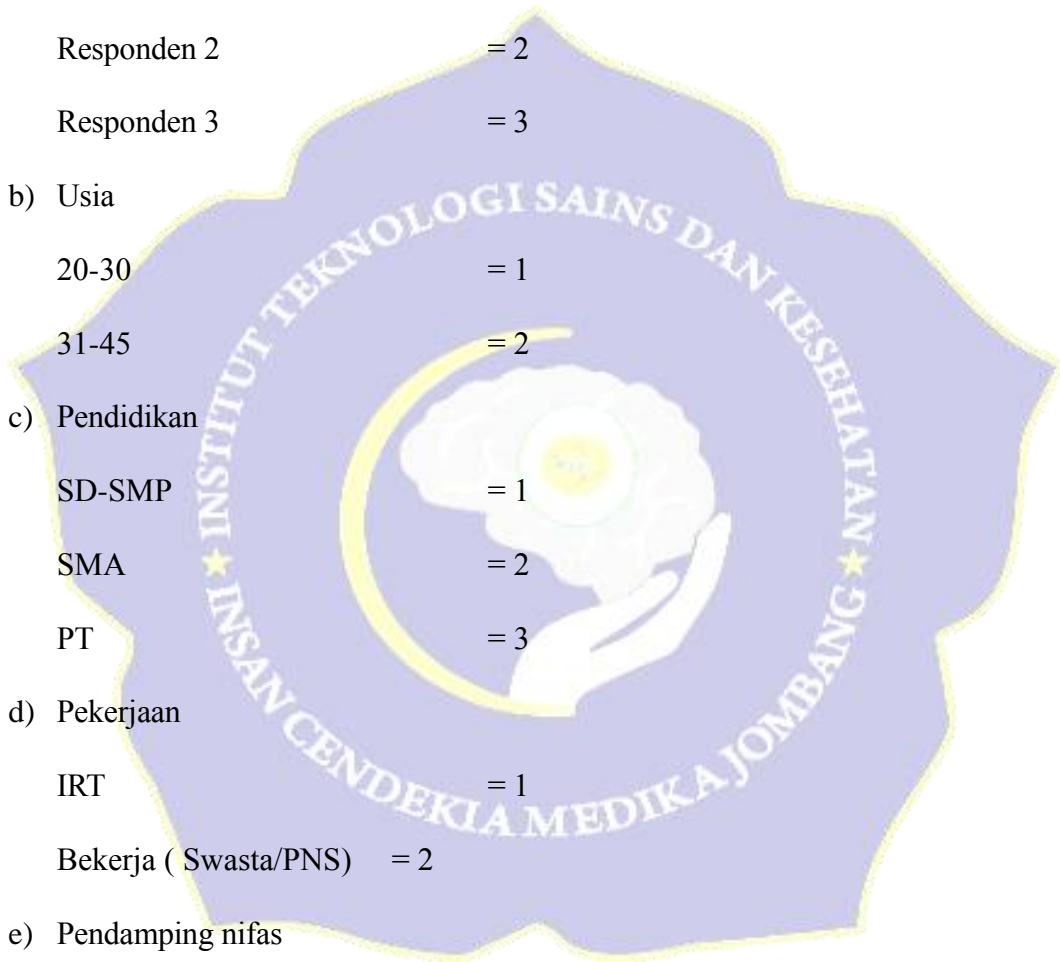 Responden 2 = 2
Responden 3 = 3
b) Usia
20-30 = 1
31-45 = 2
c) Pendidikan
SD-SMP = 1
SMA = 2
PT = 3
d) Pekerjaan
IRT = 1
Bekerja ( Swasta/PNS) = 2
e) Pendamping nifas
INSTITUT TEKNOLOGI SAINS DAN KESEHATAN
INSAN CENDEKIA MEDIKA JOMBANG